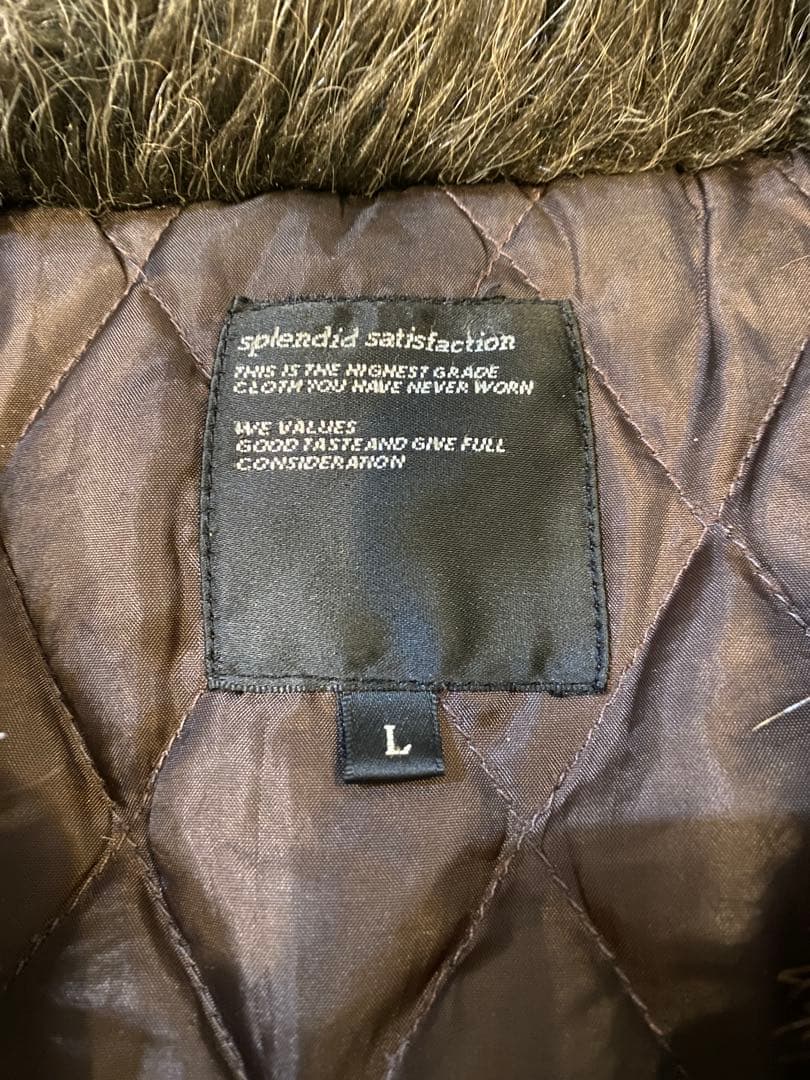 splendid satisfaction
THIS IS THE HIGHEST GRADE
CLOTH YOU HAVE NEVER WORN
WE VALUES
GOOD TASTE AND GIVE FULL
CONSIDERATION
L